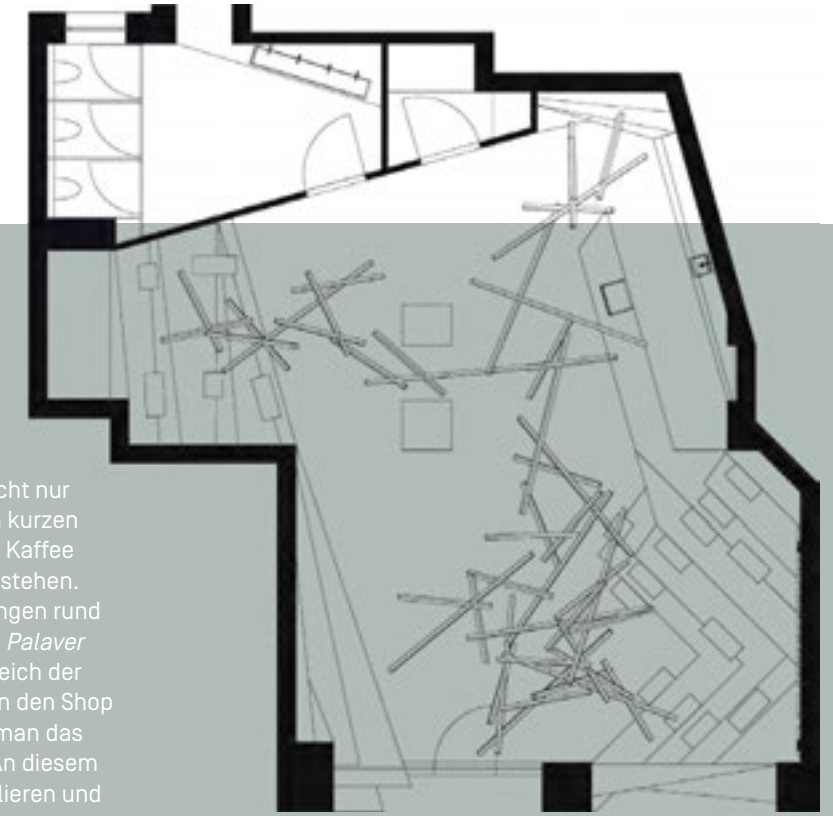 cht nur
kurzen
Kaffee
stehen.
ngen rund
Palaver
eich der
n den Shop
man das
An diesem
lieren und